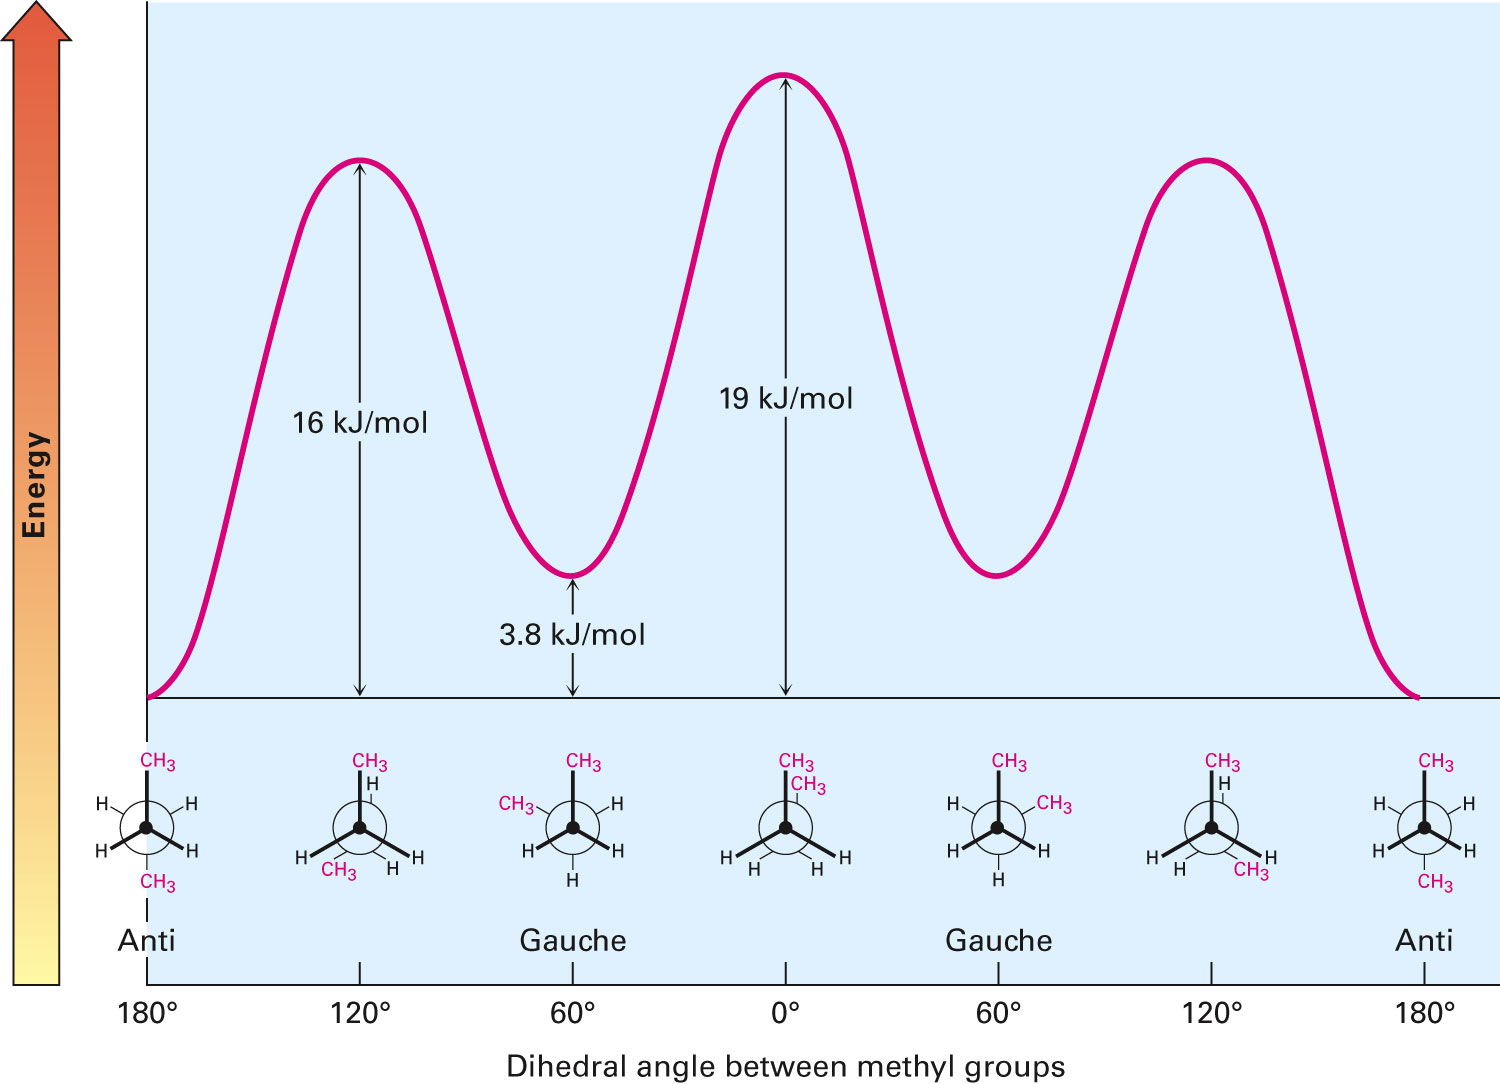 Energy
16 kJ/mol
19 kJ/mol
3.8 kJ/mol
CH₃ CH₃ CH₃ CH₃ CH₃ CH₃ CH₃
H H CH₃ H H
H H CH₃ H CH₃ H CH₃ H H
H H H H H H H H H H H H H H
CH₃ CH₃ H H H H H H H CH₃ CH₃
Anti Gauche Gauche Anti
180° 120° 60° 0° 60° 120° 180°
Dihedral angle between methyl groups